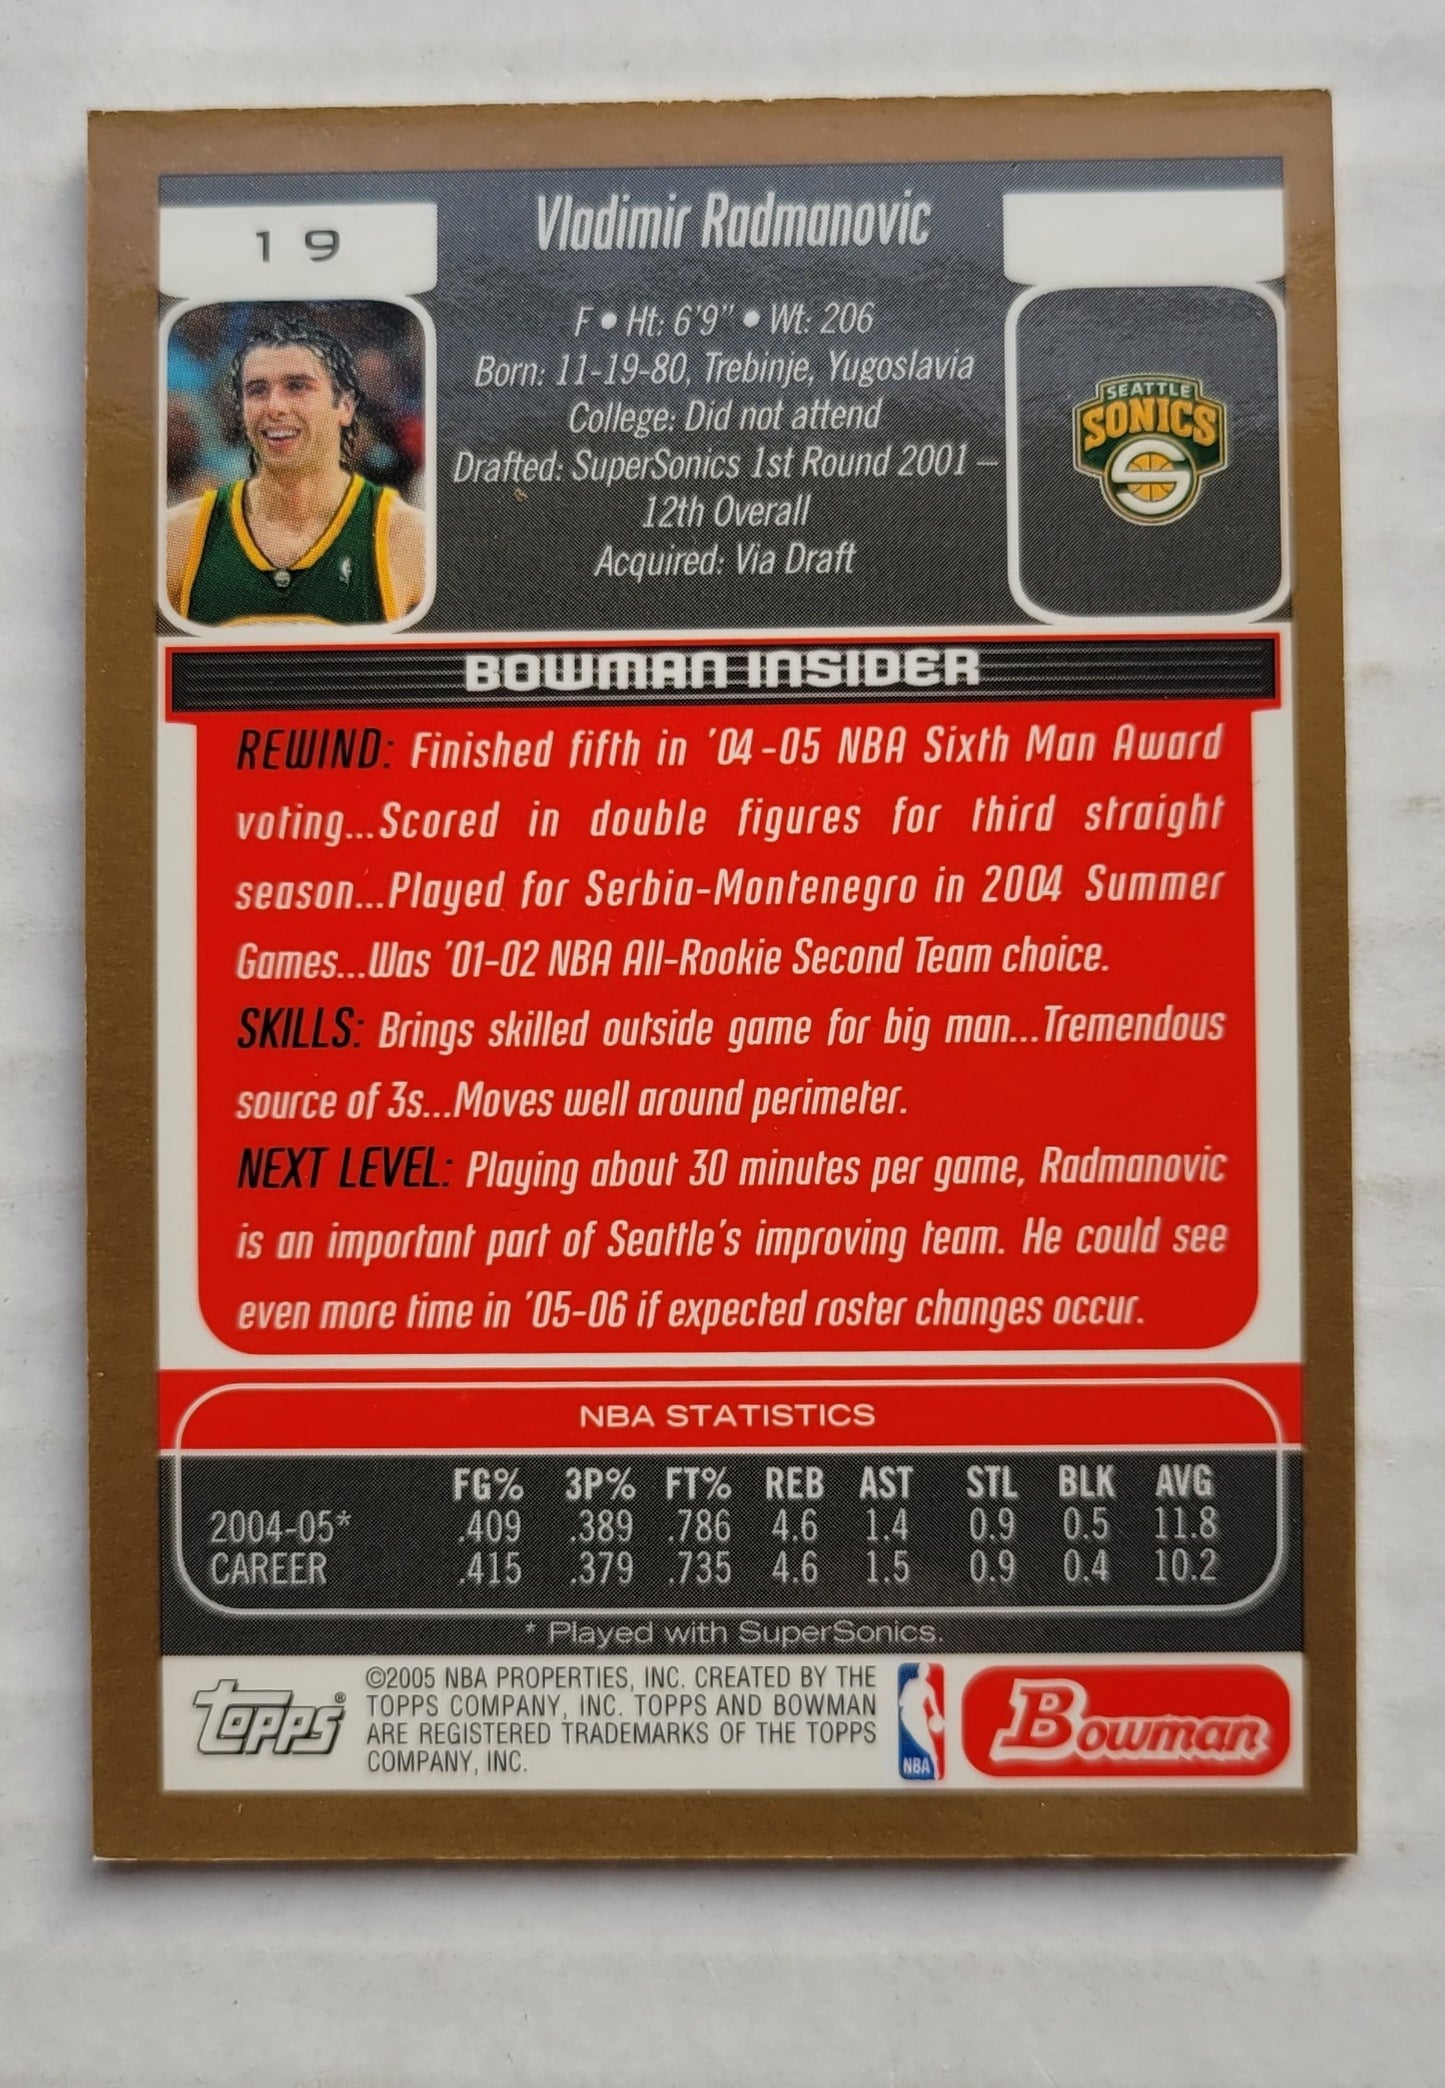 19
Vladimir Radmanovic
F • Ht: 6'9" • Wt: 206
Born: 11-19-80, Trebinje, Yugoslavia
College: Did not attend
Drafted: SuperSonics 1st Round 2001 –
12th Overall
Acquired: Via Draft
SEATTLE
SONICS
S
BOWMAN INSIDER
REWIND: Finished fifth in '04-05 NBA Sixth Man Award
voting...Scored in double figures for third straight
season...Played for Serbia-Montenegro in 2004 Summer
Games...Was '01-02 NBA All-Rookie Second Team choice.
SKILLS: Brings skilled outside game for big man...Tremendous
source of 3s...Moves well around perimeter.
NEXT LEVEL: Playing about 30 minutes per game, Radmanovic
is an important part of Seattle's improving team. He could see
even more time in '05-06 if expected roster changes occur.
NBA STATISTICS
FG% 3P% FT% REB AST STL BLK AVG
2004-05* .409 .389 .786 4.6 1.4 0.9 0.5 11.8
CAREER .415 .379 .735 4.6 1.5 0.9 0.4 10.2
* Played with SuperSonics.
Topps®
©2005 NBA PROPERTIES, INC. CREATED BY THE
TOPPS COMPANY, INC. TOPPS AND BOWMAN
ARE REGISTERED TRADEMARKS OF THE TOPPS
COMPANY, INC.
NBA
Bowman